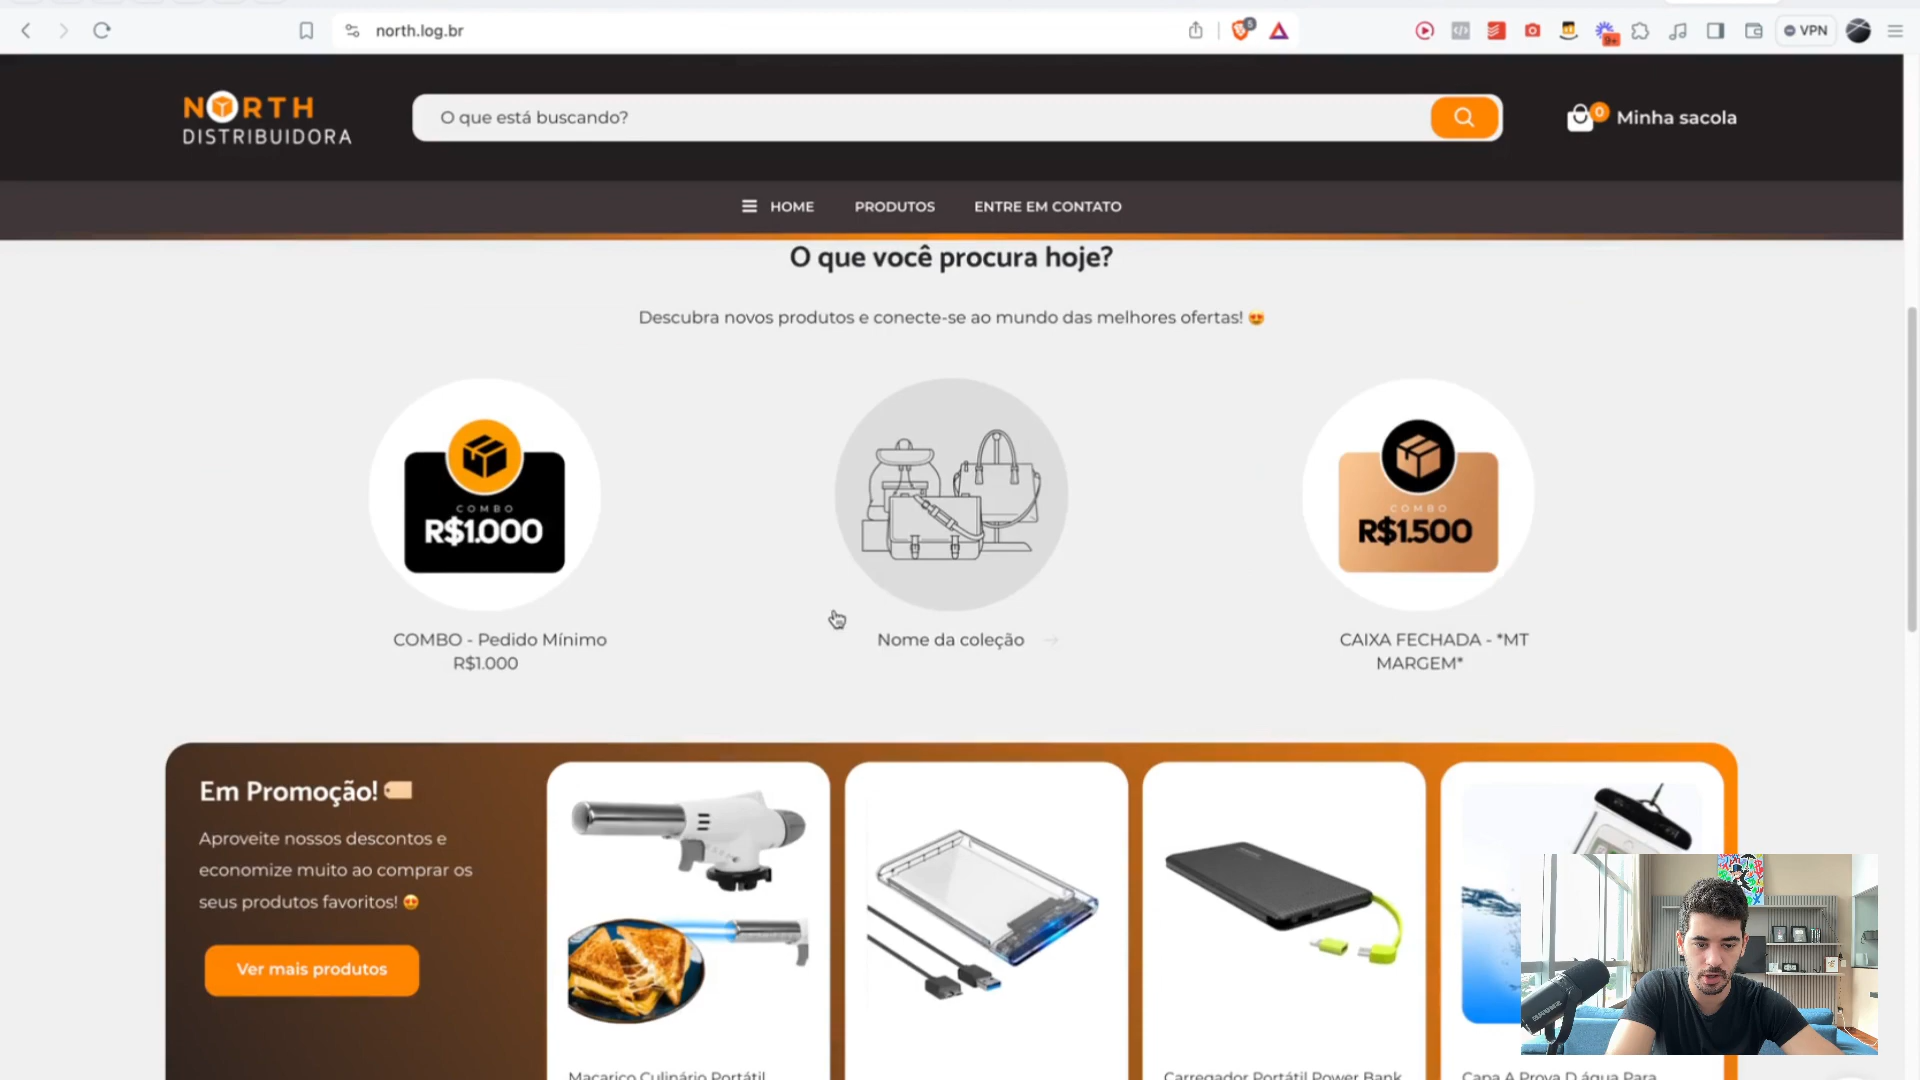 north.log.br
5
9+
VPN
NORTH
DISTRIBUIDORA
O que está buscando?
0
Minha sacola
HOME
PRODUTOS
ENTRE EM CONTATO
O que você procura hoje?
Descubra novos produtos e conecte-se ao mundo das melhores ofertas! 😍
COMBO
R$1.000
COMBO
R$1.500
COMBO - Pedido Mínimo
R$1.000
Nome da coleção →
CAIXA FECHADA - *MT
MARGEM*
Em Promoção!
Aproveite nossos descontos e
economize muito ao comprar os
seus produtos favoritos! 😍
Ver mais produtos
Maçarico Culinário Portátil
Carregador Portátil Power Bank
Capa A Prova D água Para